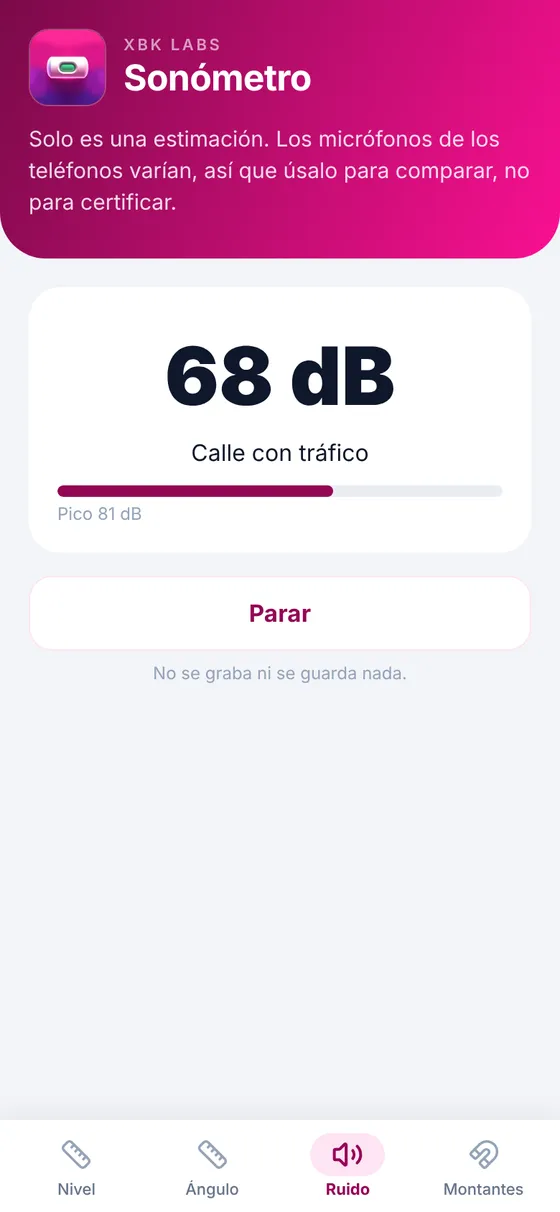 XBK LABS
Sonómetro
Solo es una estimación. Los micrófonos de los
teléfonos varían, así que úsalo para comparar, no
para certificar.
68 dB
Calle con tráfico
Pico 81 dB
Parar
No se graba ni se guarda nada.
Nivel
Ángulo
Ruido
Montantes